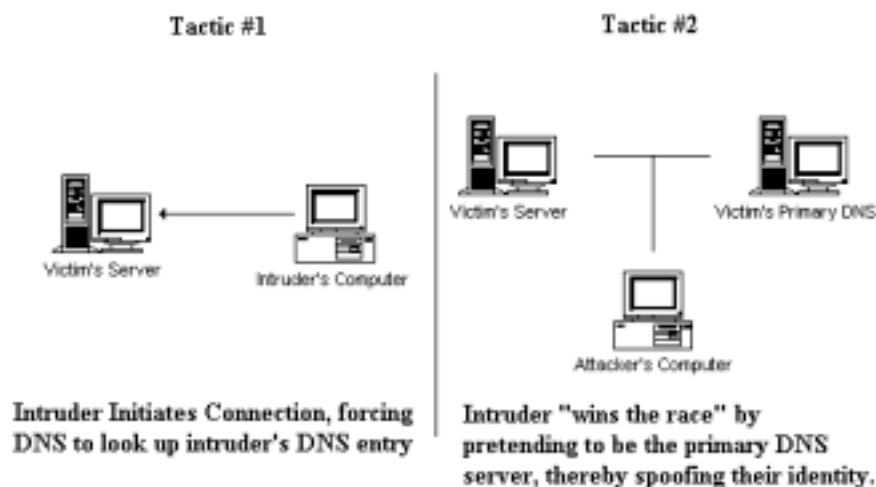 Tactic #1
Victim's Server
Intruder's Computer
Intruder Initiates Connection, forcing
DNS to look up intruder's DNS entry
Tactic #2
Victim's Server
Victim's Primary DNS
Attacker's Computer
Intruder "wins the race" by
pretending to be the primary DNS
server, thereby spoofing their identity.